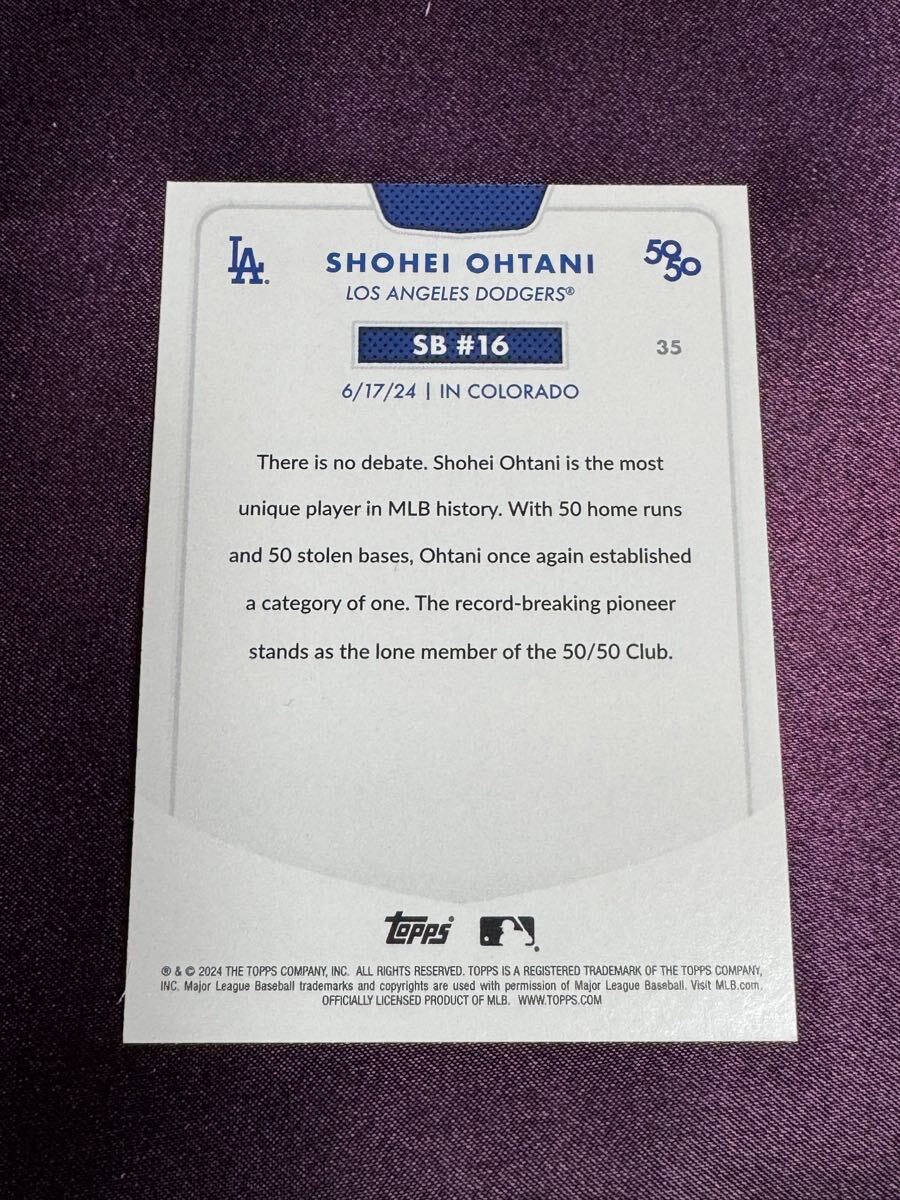 LA
SHOHEI OHTANI
50
50
LOS ANGELES DODGERS®
SB #16
35
6/17/24 | IN COLORADO
There is no debate. Shohei Ohtani is the most
unique player in MLB history. With 50 home runs
and 50 stolen bases, Ohtani once again established
a category of one. The record-breaking pioneer
stands as the lone member of the 50/50 Club.
topps
® & © 2024 THE TOPPS COMPANY, INC. ALL RIGHTS RESERVED. TOPPS IS A REGISTERED TRADEMARK OF THE TOPPS COMPANY,
INC. Major League Baseball trademarks and copyrights are used with permission of Major League Baseball. Visit MLB.com.
OFFICIALLY LICENSED PRODUCT OF MLB. WWW.TOPPS.COM